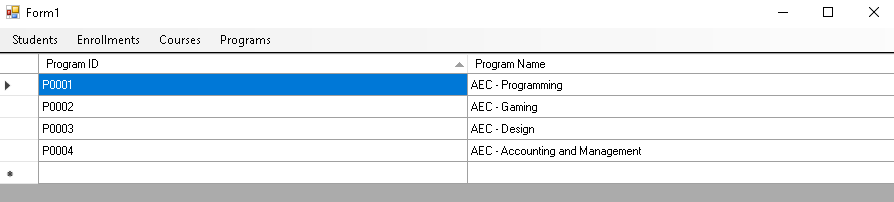 Form1
Students Enrollments Courses Programs
Program ID Program Name
P0001 AEC - Programming
P0002 AEC - Gaming
P0003 AEC - Design
P0004 AEC - Accounting and Management